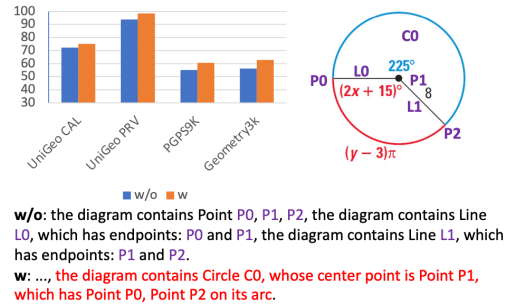 100
90
80
70
60
50
40
30
UniGeo CAL
UniGeo PRV
PGPS9K
Geometry3k
w/o w
C0
225°
P0 L0 P1
(2x + 15)° 8
L1
P2
(y − 3)π
w/o: the diagram contains Point P0, P1, P2, the diagram contains Line
L0, which has endpoints: P0 and P1, the diagram contains Line L1, which
has endpoints: P1 and P2.
w: ..., the diagram contains Circle C0, whose center point is Point P1,
which has Point P0, Point P2 on its arc.